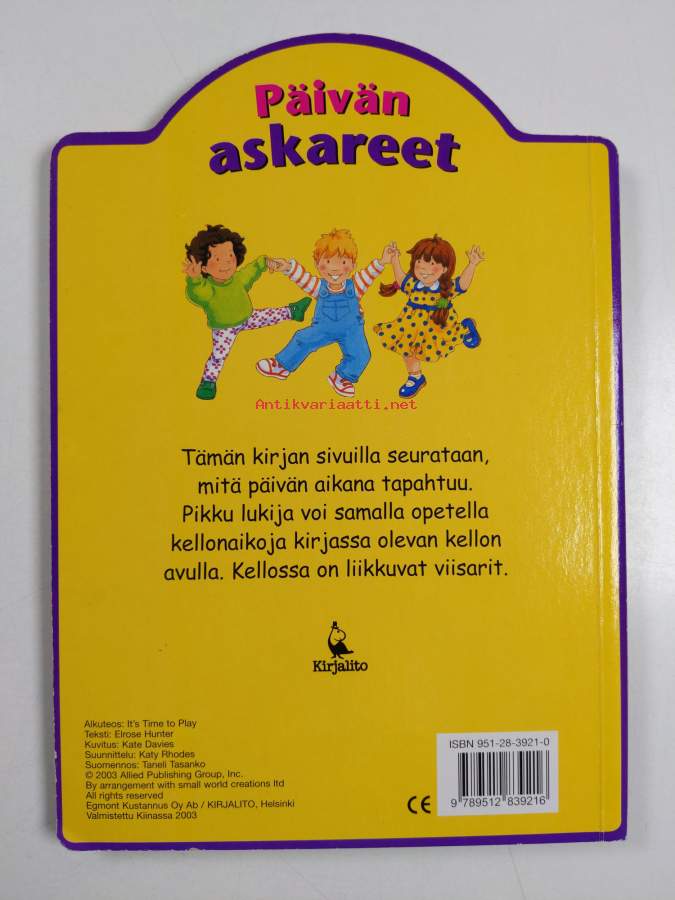 Päivän
askareet
Antikvariaatti.net
Tämän kirjan sivuilla seurataan,
mitä päivän aikana tapahtuu.
Pikku lukija voi samalla opetella
kellonaikoja kirjassa olevan kellon
avulla. Kellossa on liikkuvat viisarit.
Kirjalito
Alkuteos: It's Time to Play
Teksti: Elrose Hunter
Kuvitus: Kate Davies
Suunnittelu: Katy Rhodes
Suomennos: Taneli Tasanko
© 2003 Allied Publishing Group, Inc.
By arrangement with small world creations ltd
All rights reserved
Egmont Kustannus Oy Ab / KIRJALITO, Helsinki
Valmistettu Kiinassa 2003
CE
ISBN 951-28-3921-0
9 789512 839216